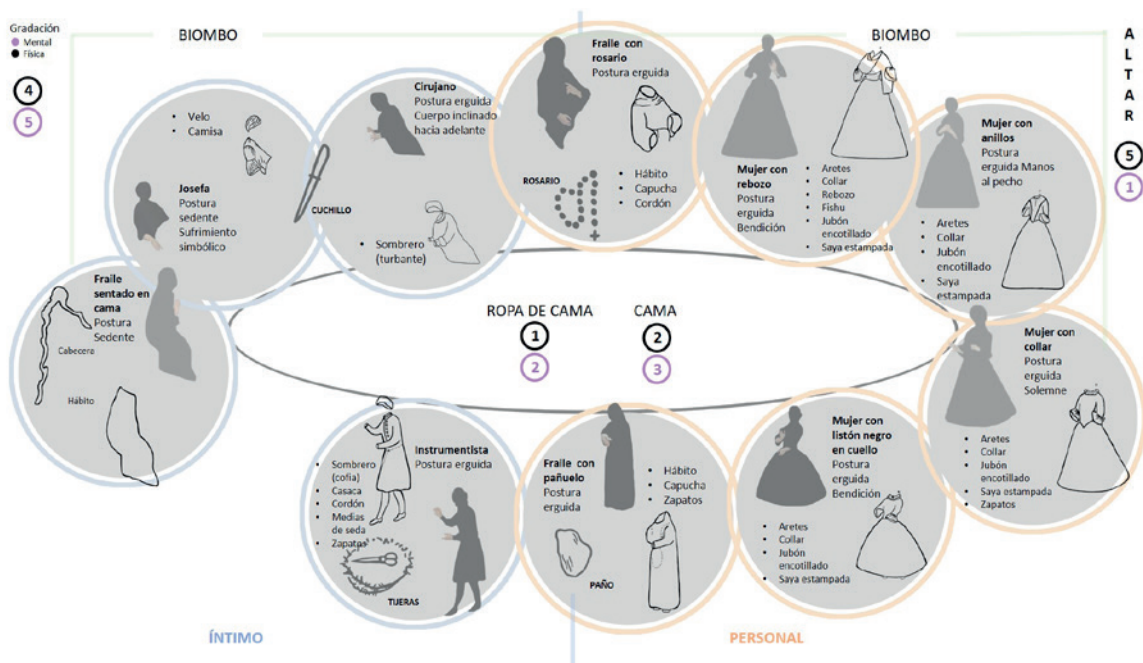 Gradación
Mental
Física
4
5
BIOMBO
BIOMBO
A
L
T
A
R
5
1
• Velo
• Camisa
Josefa
Postura
sedente
Sufrimiento
simbólico
CUCHILLO
Cirujano
Postura erguida
Cuerpo inclinado
hacia adelante
• Sombrero
(turbante)
Fraile con
rosario
Postura erguida
ROSARIO
• Hábito
• Capucha
• Cordón
Mujer con
rebozo
Postura
erguida
Bendición
• Aretes
• Collar
• Rebozo
• Fishu
• Jubón
encotillado
• Saya estampada
Mujer con
anillos
Postura
erguida Manos
al pecho
• Aretes
• Collar
• Jubón
encotillado
• Saya
estampada
Fraile
sentado en
cama
Postura
Sedente
Cabecera
Hábito
ROPA DE CAMA
1
2
CAMA
2
3
Mujer con
collar
Postura
erguida
Solemne
• Aretes
• Collar
• Jubón
encotillado
• Saya estampada
• Zapatos
Instrumentista
Postura erguida
• Sombrero
(cofia)
• Casaca
• Cordón
• Medias
de seda
• Zapatos
TIJERAS
Fraile con
pañuelo
Postura
erguida
• Hábito
• Capucha
• Zapatos
PAÑO
Mujer con
listón negro
en cuello
Postura
erguida
Bendición
• Aretes
• Collar
• Jubón
encotillado
• Saya estampada
ÍNTIMO
PERSONAL